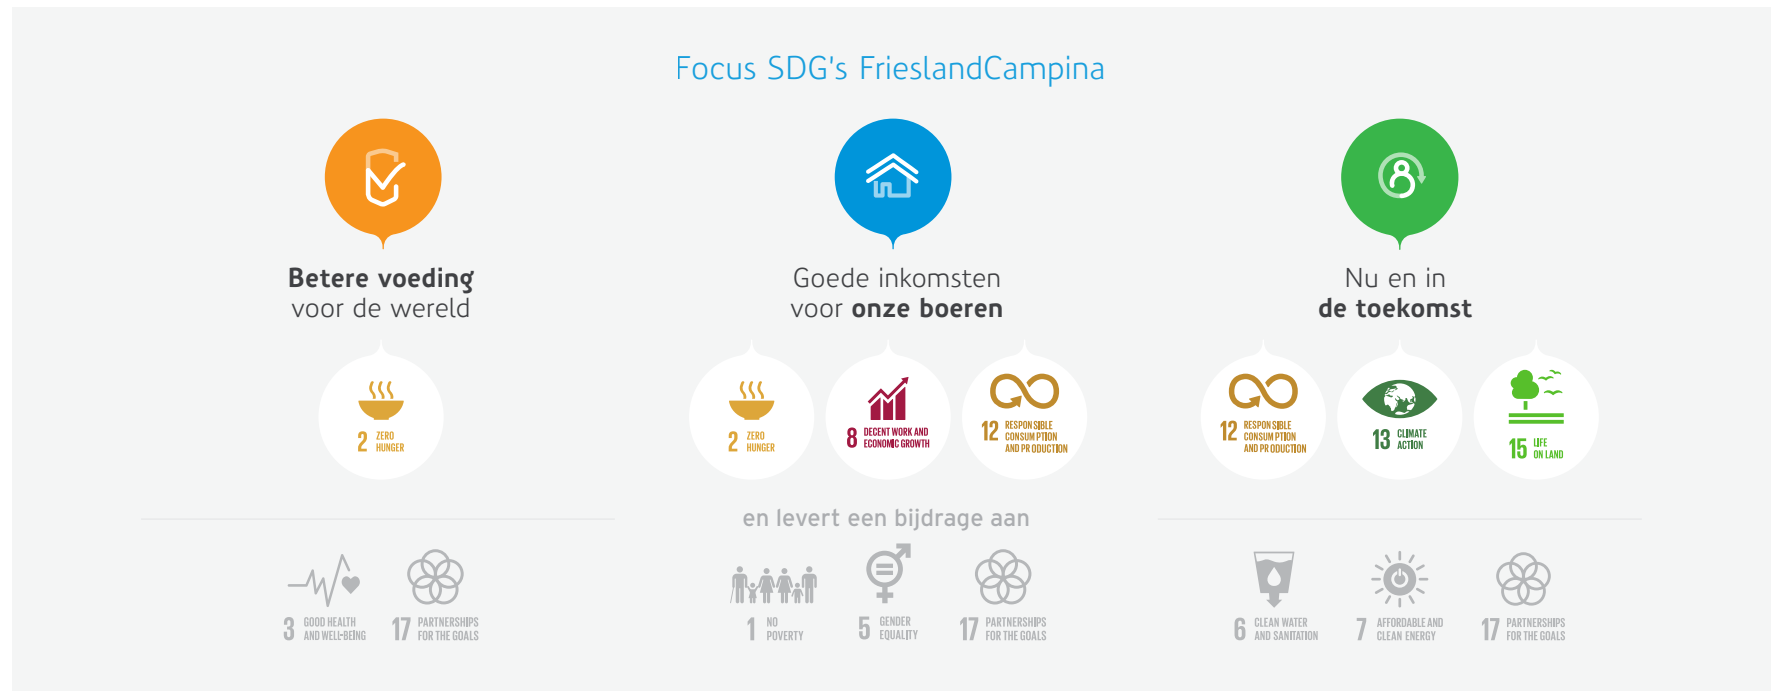 Focus SDG's FrieslandCampina
Betere voeding
voor de wereld
2 ZERO
HUNGER
Goede inkomsten
voor onze boeren
2 ZERO
HUNGER
8 DECENT WORK AND
ECONOMIC GROWTH
12 RESPONSIBLE
CONSUMPTION
AND PRODUCTION
Nu en in
de toekomst
12 RESPONSIBLE
CONSUMPTION
AND PRODUCTION
13 CLIMATE
ACTION
15 LIFE
ON LAND
en levert een bijdrage aan
3 GOOD HEALTH
AND WELL-BEING
17 PARTNERSHIPS
FOR THE GOALS
1 NO
POVERTY
5 GENDER
EQUALITY
17 PARTNERSHIPS
FOR THE GOALS
6 CLEAN WATER
AND SANITATION
7 AFFORDABLE AND
CLEAN ENERGY
17 PARTNERSHIPS
FOR THE GOALS